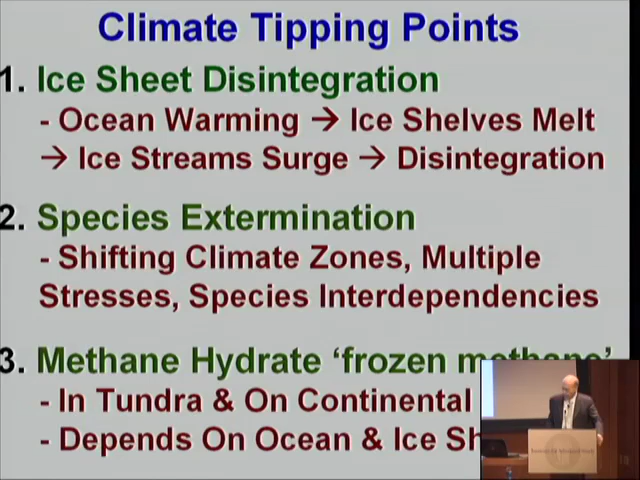 Climate Tipping Points
1. Ice Sheet Disintegration
- Ocean Warming → Ice Shelves Melt
→ Ice Streams Surge → Disintegration
2. Species Extermination
- Shifting Climate Zones, Multiple
Stresses, Species Interdependencies
3. Methane Hydrate ‘frozen methane’
- In Tundra & On Continental
- Depends On Ocean & Ice Sh